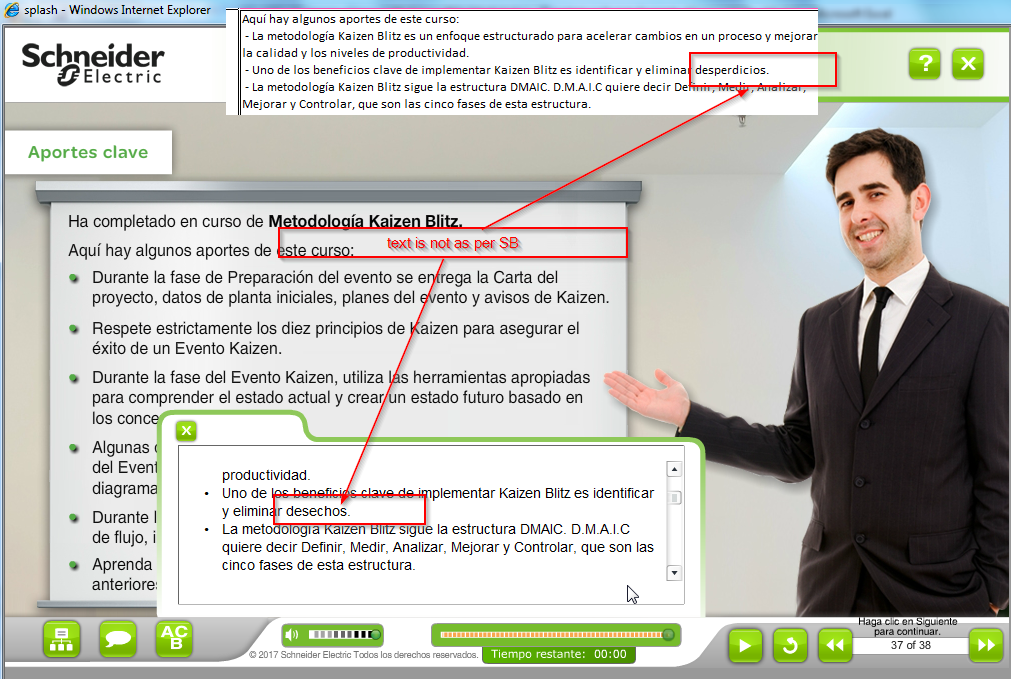 splash - Windows Internet Explorer
Aquí hay algunos aportes de este curso:
- La metodología Kaizen Blitz es un enfoque estructurado para acelerar cambios en un proceso y mejorar
la calidad y los niveles de productividad.
- Uno de los beneficios clave de implementar Kaizen Blitz es identificar y eliminar desperdicios.
- La metodología Kaizen Blitz sigue la estructura DMAIC. D.M.A.I.C quiere decir Definir, Medir, Analizar,
Mejorar y Controlar, que son las cinco fases de esta estructura.
Schneider
Electric
?
X
Aportes clave
Ha completado en curso de Metodología Kaizen Blitz.
text is not as per SB
Aquí hay algunos aportes de este curso:
• Durante la fase de Preparación del evento se entrega la Carta del
proyecto, datos de planta iniciales, planes del evento y avisos de Kaizen.
• Respete estrictamente los diez principios de Kaizen para asegurar el
éxito de un Evento Kaizen.
• Durante la fase del Evento Kaizen, utiliza las herramientas apropiadas
para comprender el estado actual y crear un estado futuro basado en
los conce
• Algunas
del Event
diagrama
• Durante l
de flujo, i
• Aprenda
anteriores
X
productividad.
• Uno de los beneficios clave de implementar Kaizen Blitz es identificar
y eliminar desechos.
• La metodología Kaizen Blitz sigue la estructura DMAIC. D.M.A.I.C
quiere decir Definir, Medir, Analizar, Mejorar y Controlar, que son las
cinco fases de esta estructura.
AC
B
© 2017 Schneider Electric Todos los derechos reservados.
Tiempo restante: 00:00
Haga clic en Siguiente
para continuar.
37 of 38